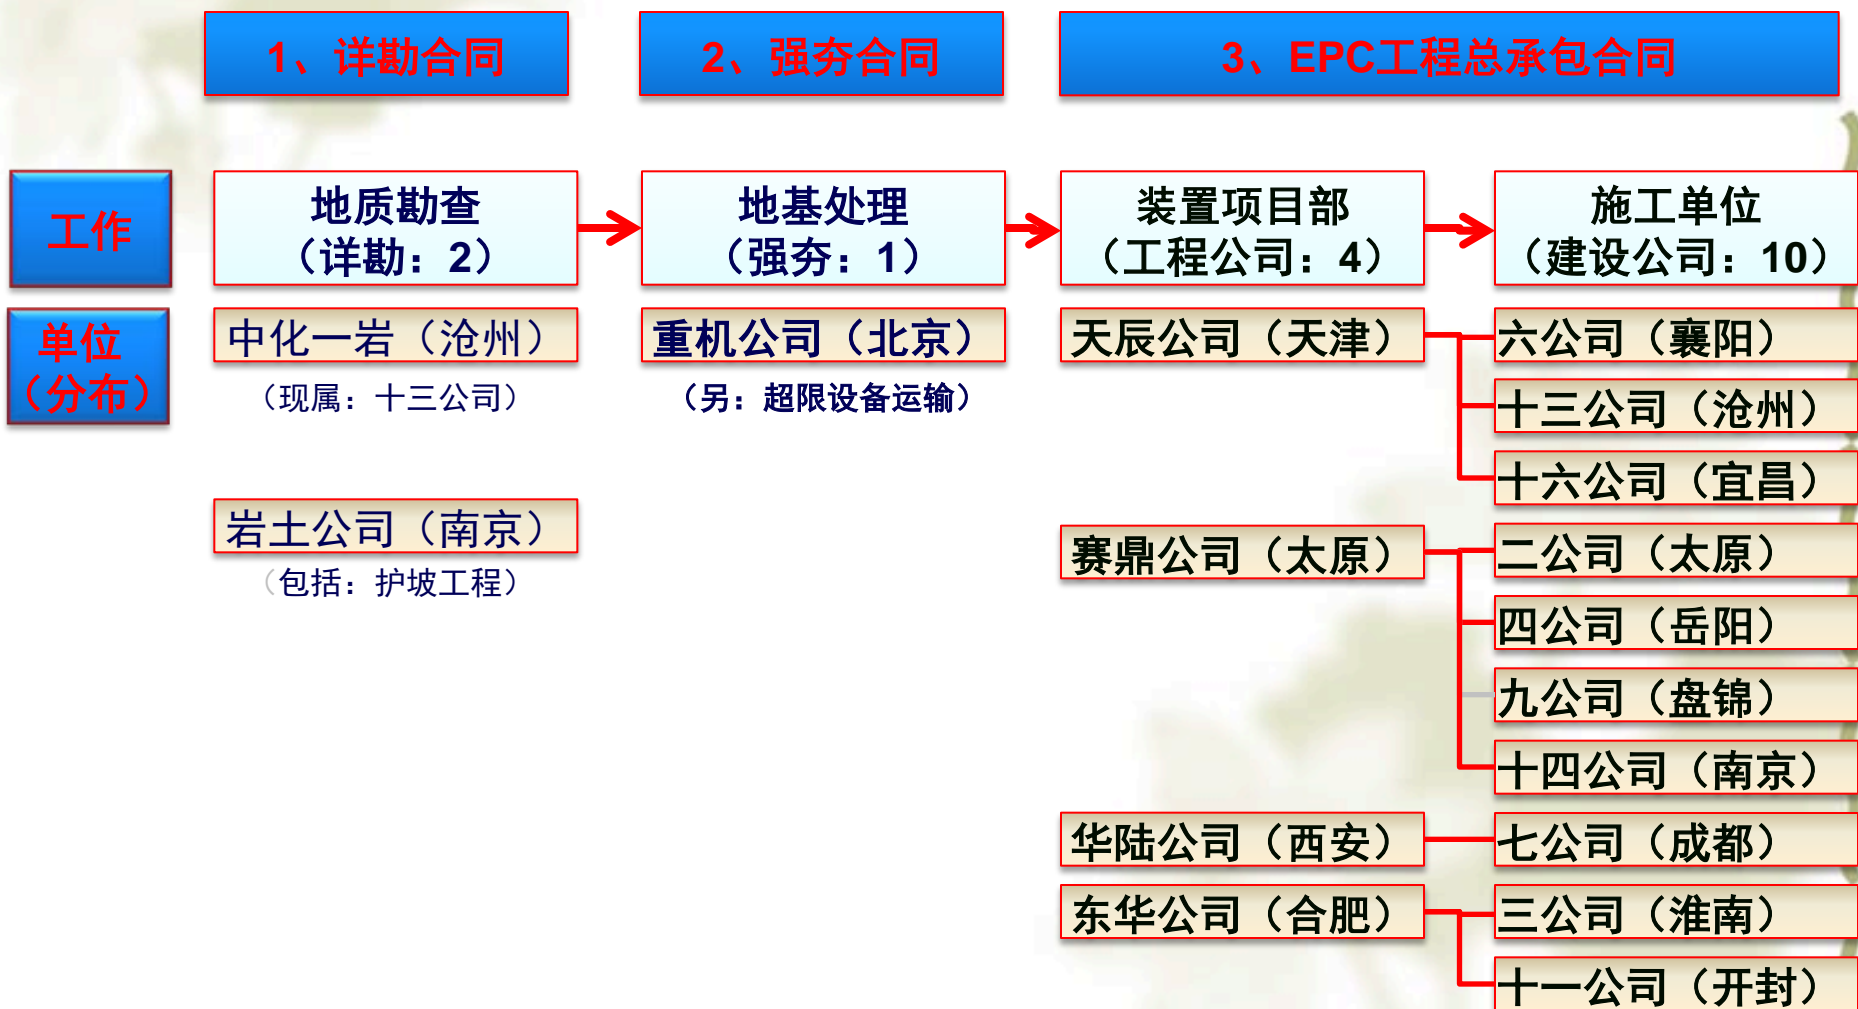 1、详勘合同
2、强夯合同
3、EPC工程总承包合同
工作
地质勘查
（详勘：2）
地基处理
（强夯：1）
装置项目部
（工程公司：4）
施工单位
（建设公司：10）
单位
（分布）
中化一岩（沧州）
（现属：十三公司）
岩土公司（南京）
（包括：护坡工程）
重机公司（北京）
（另：超限设备运输）
天辰公司（天津）
六公司（襄阳）
十三公司（沧州）
十六公司（宜昌）
赛鼎公司（太原）
二公司（太原）
四公司（岳阳）
九公司（盘锦）
十四公司（南京）
华陆公司（西安）
七公司（成都）
东华公司（合肥）
三公司（淮南）
十一公司（开封）